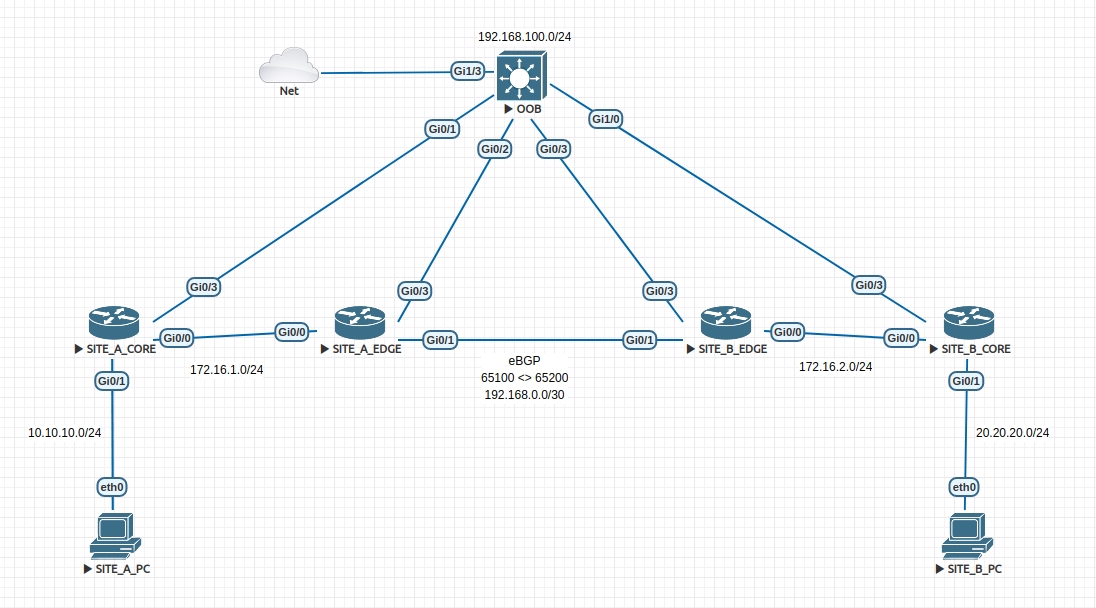 192.168.100.0/24
Net
Gi1/3
OOB
Gi0/1
Gi0/2
Gi0/3
Gi1/0
Gi0/3
Gi0/3
Gi0/3
Gi0/3
SITE_A_CORE
Gi0/0
Gi0/0
SITE_A_EDGE
Gi0/1
Gi0/1
SITE_B_EDGE
Gi0/0
Gi0/0
SITE_B_CORE
172.16.1.0/24
eBGP
65100 <> 65200
192.168.0.0/30
172.16.2.0/24
Gi0/1
Gi0/1
10.10.10.0/24
20.20.20.0/24
eth0
eth0
SITE_A_PC
SITE_B_PC